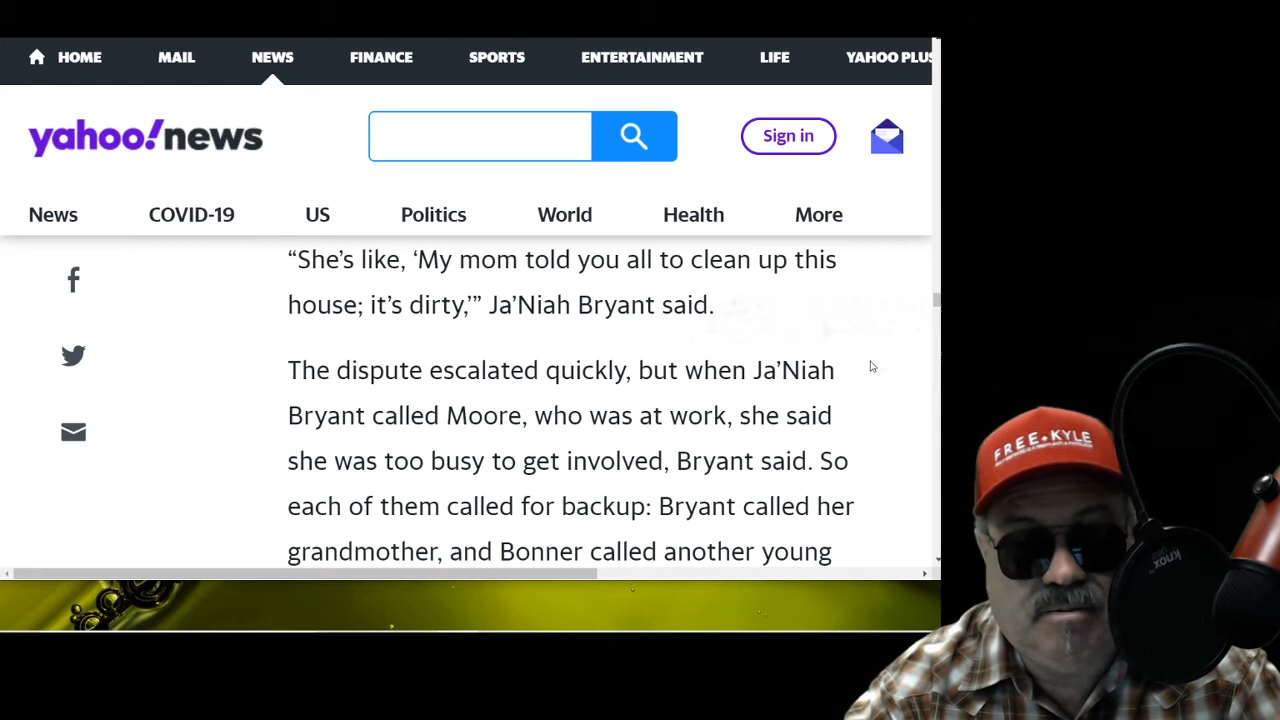 HOME MAIL NEWS FINANCE SPORTS ENTERTAINMENT LIFE YAHOO PLUS
yahoo!news
Sign in
News COVID-19 US Politics World Health More
“She’s like, ‘My mom told you all to clean up this
house; it’s dirty,’” Ja’Niah Bryant said.
The dispute escalated quickly, but when Ja’Niah
Bryant called Moore, who was at work, she said
she was too busy to get involved, Bryant said. So
each of them called for backup: Bryant called her
grandmother, and Bonner called another young
FREE+KYLE
knox